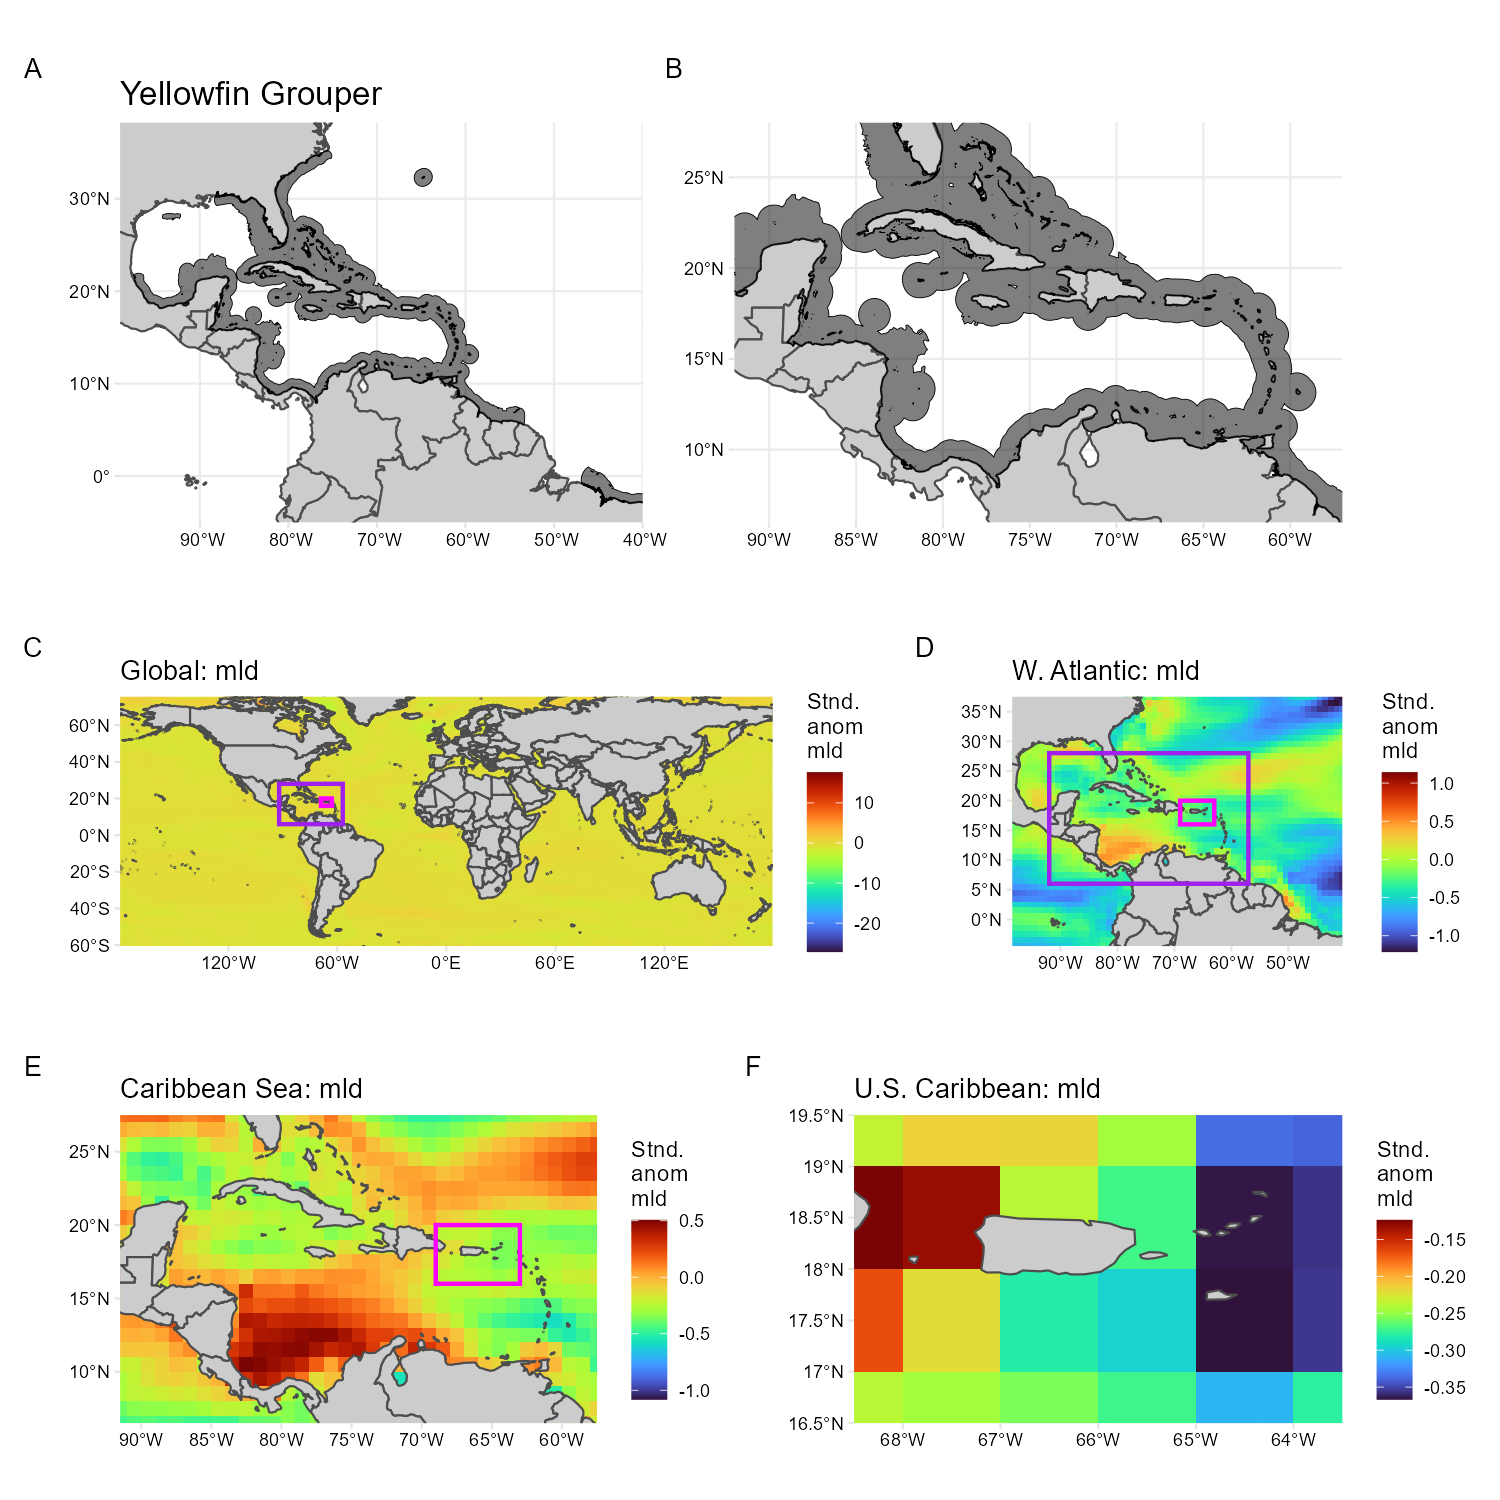 A
B
Yellowfin Grouper
30°N
20°N
10°N
0°
90°W 80°W 70°W 60°W 50°W 40°W
25°N
20°N
15°N
10°N
90°W 85°W 80°W 75°W 70°W 65°W 60°W
C
D
Global: mld
60°N
40°N
20°N
0°N
20°S
40°S
60°S
120°W 60°W 0°E 60°E 120°E
Stnd.
anom
mld
10
0
-10
-20
W. Atlantic: mld
35°N
30°N
25°N
20°N
15°N
10°N
5°N
0°N
90°W 80°W 70°W 60°W 50°W
Stnd.
anom
mld
1.0
0.5
0.0
-0.5
-1.0
E
F
Caribbean Sea: mld
25°N
20°N
15°N
10°N
90°W 85°W 80°W 75°W 70°W 65°W 60°W
Stnd.
anom
mld
0.5
0.0
-0.5
-1.0
U.S. Caribbean: mld
19.5°N
19°N
18.5°N
18°N
17.5°N
17°N
16.5°N
68°W 67°W 66°W 65°W 64°W
Stnd.
anom
mld
-0.15
-0.20
-0.25
-0.30
-0.35